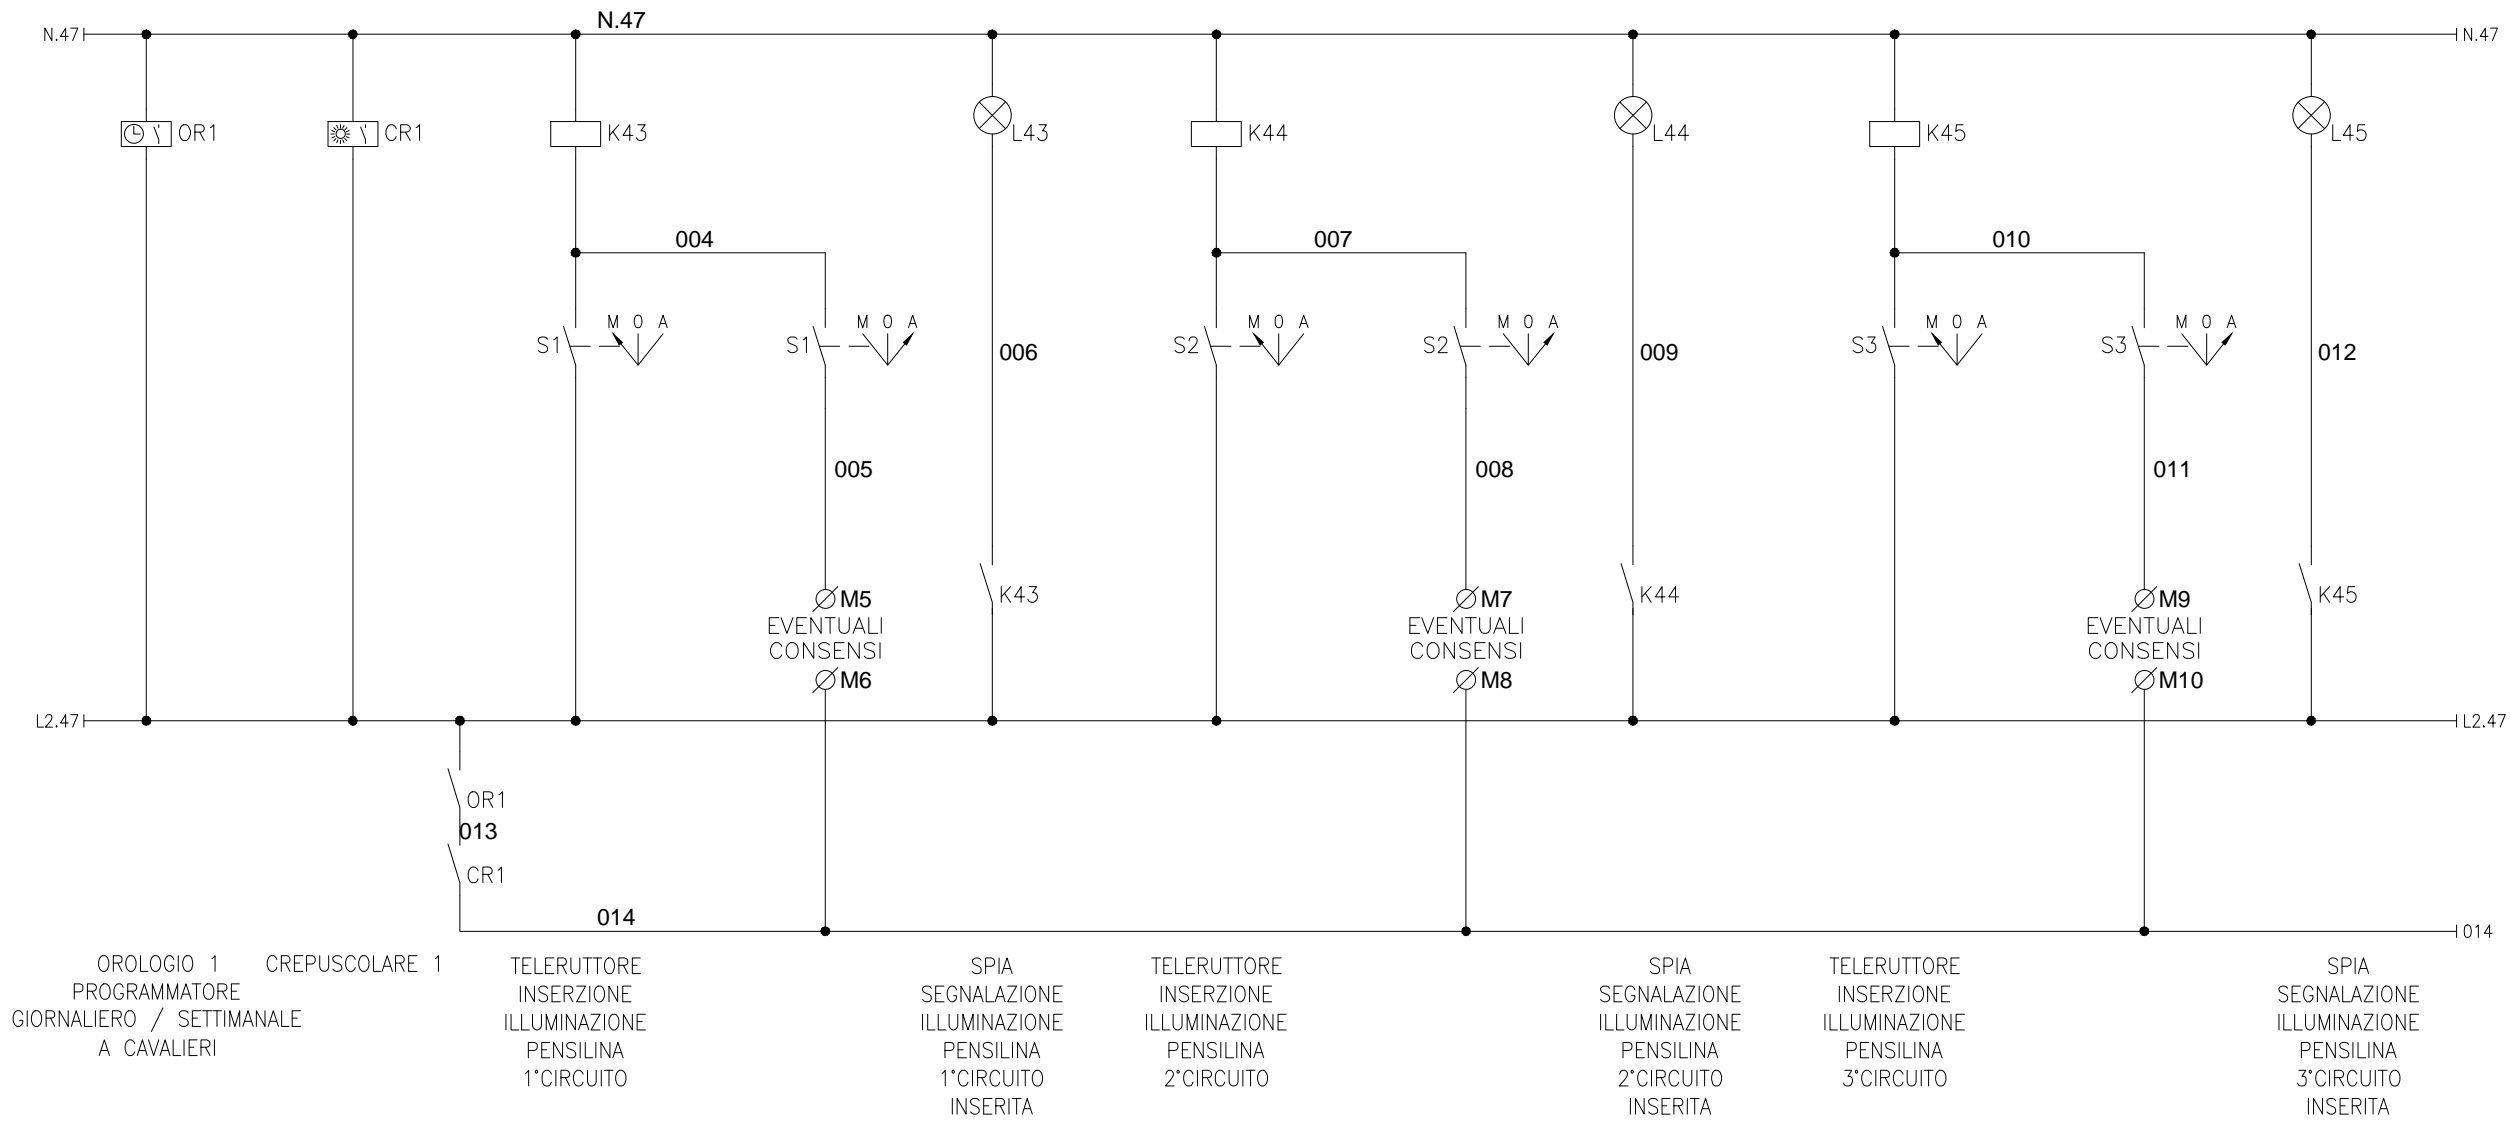 N.47
N.47
N.47
OR1
CR1
K43
L43
K44
L44
K45
L45
004
007
010
S1
M O A
S1
M O A
006
S2
M O A
S2
M O A
009
S3
M O A
S3
M O A
012
005
008
011
M5
EVENTUALI
CONSENSI
M6
K43
M7
EVENTUALI
CONSENSI
M8
K44
M9
EVENTUALI
CONSENSI
M10
K45
L2.47
L2.47
OR1
013
CR1
014
014
OROLOGIO 1
PROGRAMMATORE
GIORNALIERO / SETTIMANALE
A CAVALIERI
CREPUSCOLARE 1
TELERUTTORE
INSERZIONE
ILLUMINAZIONE
PENSILINA
1°CIRCUITO
SPIA
SEGNALAZIONE
ILLUMINAZIONE
PENSILINA
1°CIRCUITO
INSERITA
TELERUTTORE
INSERZIONE
ILLUMINAZIONE
PENSILINA
2°CIRCUITO
SPIA
SEGNALAZIONE
ILLUMINAZIONE
PENSILINA
2°CIRCUITO
INSERITA
TELERUTTORE
INSERZIONE
ILLUMINAZIONE
PENSILINA
3°CIRCUITO
SPIA
SEGNALAZIONE
ILLUMINAZIONE
PENSILINA
3°CIRCUITO
INSERITA